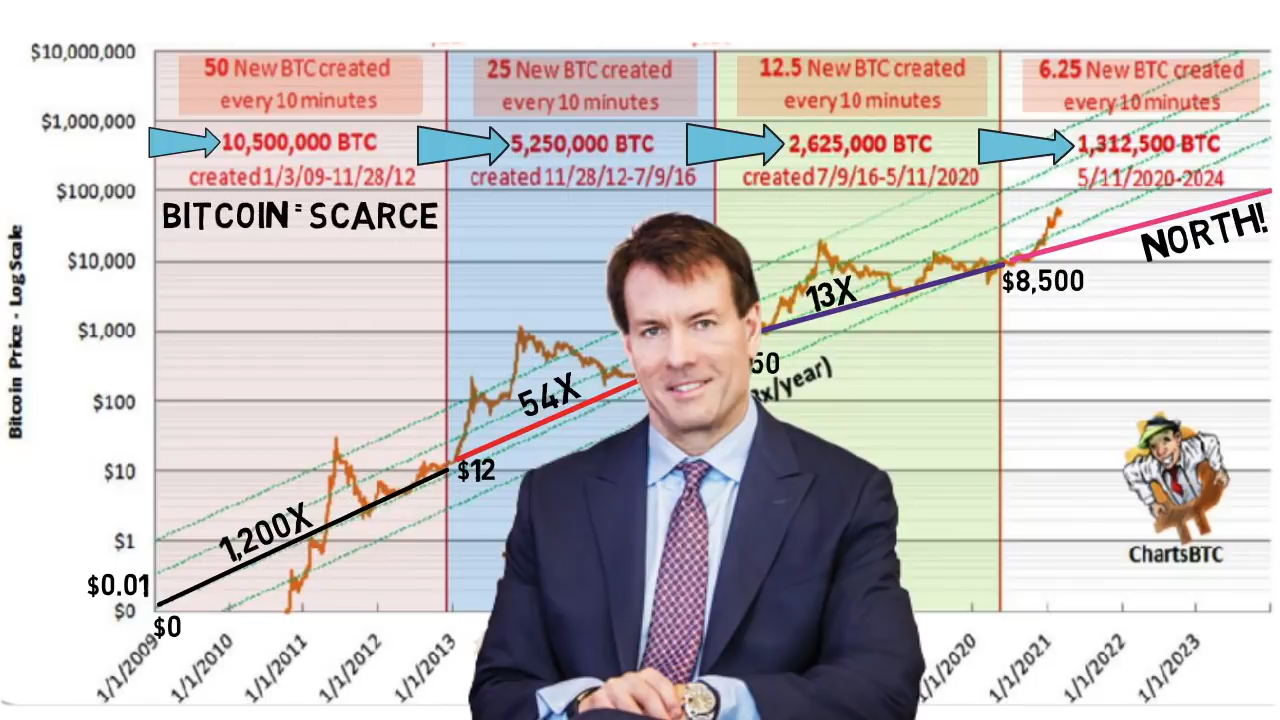 $10,000,000
$1,000,000
$100,000
$10,000
$1,000
$100
$10
$1
$0.01
$0
$0
Bitcoin Price - Log Scale
50 New BTC created
every 10 minutes
10,500,000 BTC
created 1/3/09-11/28/12
BITCOIN = SCARCE
25 New BTC created
every 10 minutes
5,250,000 BTC
created 11/28/12-7/9/16
12.5 New BTC created
every 10 minutes
2,625,000 BTC
created 7/9/16-5/11/2020
6.25 New BTC created
every 10 minutes
1,312,500 BTC
5/11/2020-2024
NORTH!
$8,500
13X
50
x/year)
54X
$12
1,200X
ChartsBTC
1/1/2009
1/1/2010
1/1/2011
1/1/2012
1/1/2013
1/1/2020
1/1/2021
1/1/2022
1/1/2023